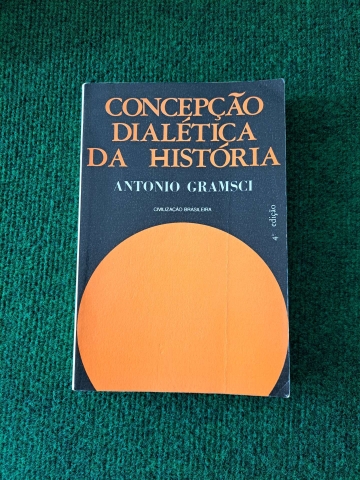 CONCEPÇÃO
DIALÉTICA
DA HISTÓRIA
ANTONIO GRAMSCI
CIVILIZAÇÃO BRASILEIRA
4ª edição